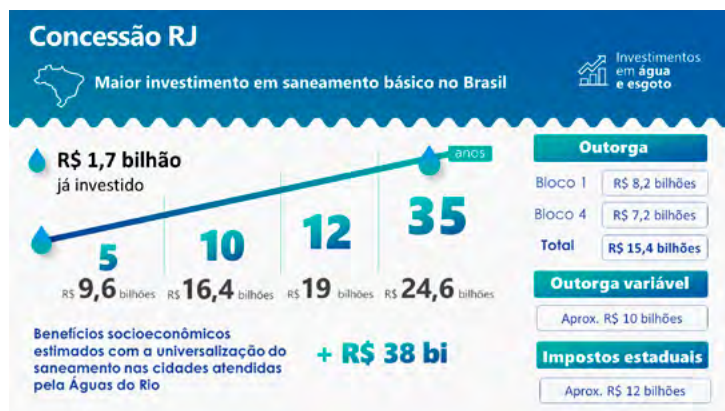 Concessão RJ
Maior investimento em saneamento básico no Brasil
Investimentos
em água
e esgoto
R$ 1,7 bilhão
já investido
anos
5
10
12
35
R$ 9,6 bilhões
R$ 16,4 bilhões
R$ 19 bilhões
R$ 24,6 bilhões
Benefícios socioeconômicos
estimados com a universalização do
saneamento nas cidades atendidas
pela Águas do Rio
+ R$ 38 bi
Outorga
Bloco 1 R$ 8,2 bilhões
Bloco 4 R$ 7,2 bilhões
Total R$ 15,4 bilhões
Outorga variável
Aprox. R$ 10 bilhões
Impostos estaduais
Aprox. R$ 12 bilhões